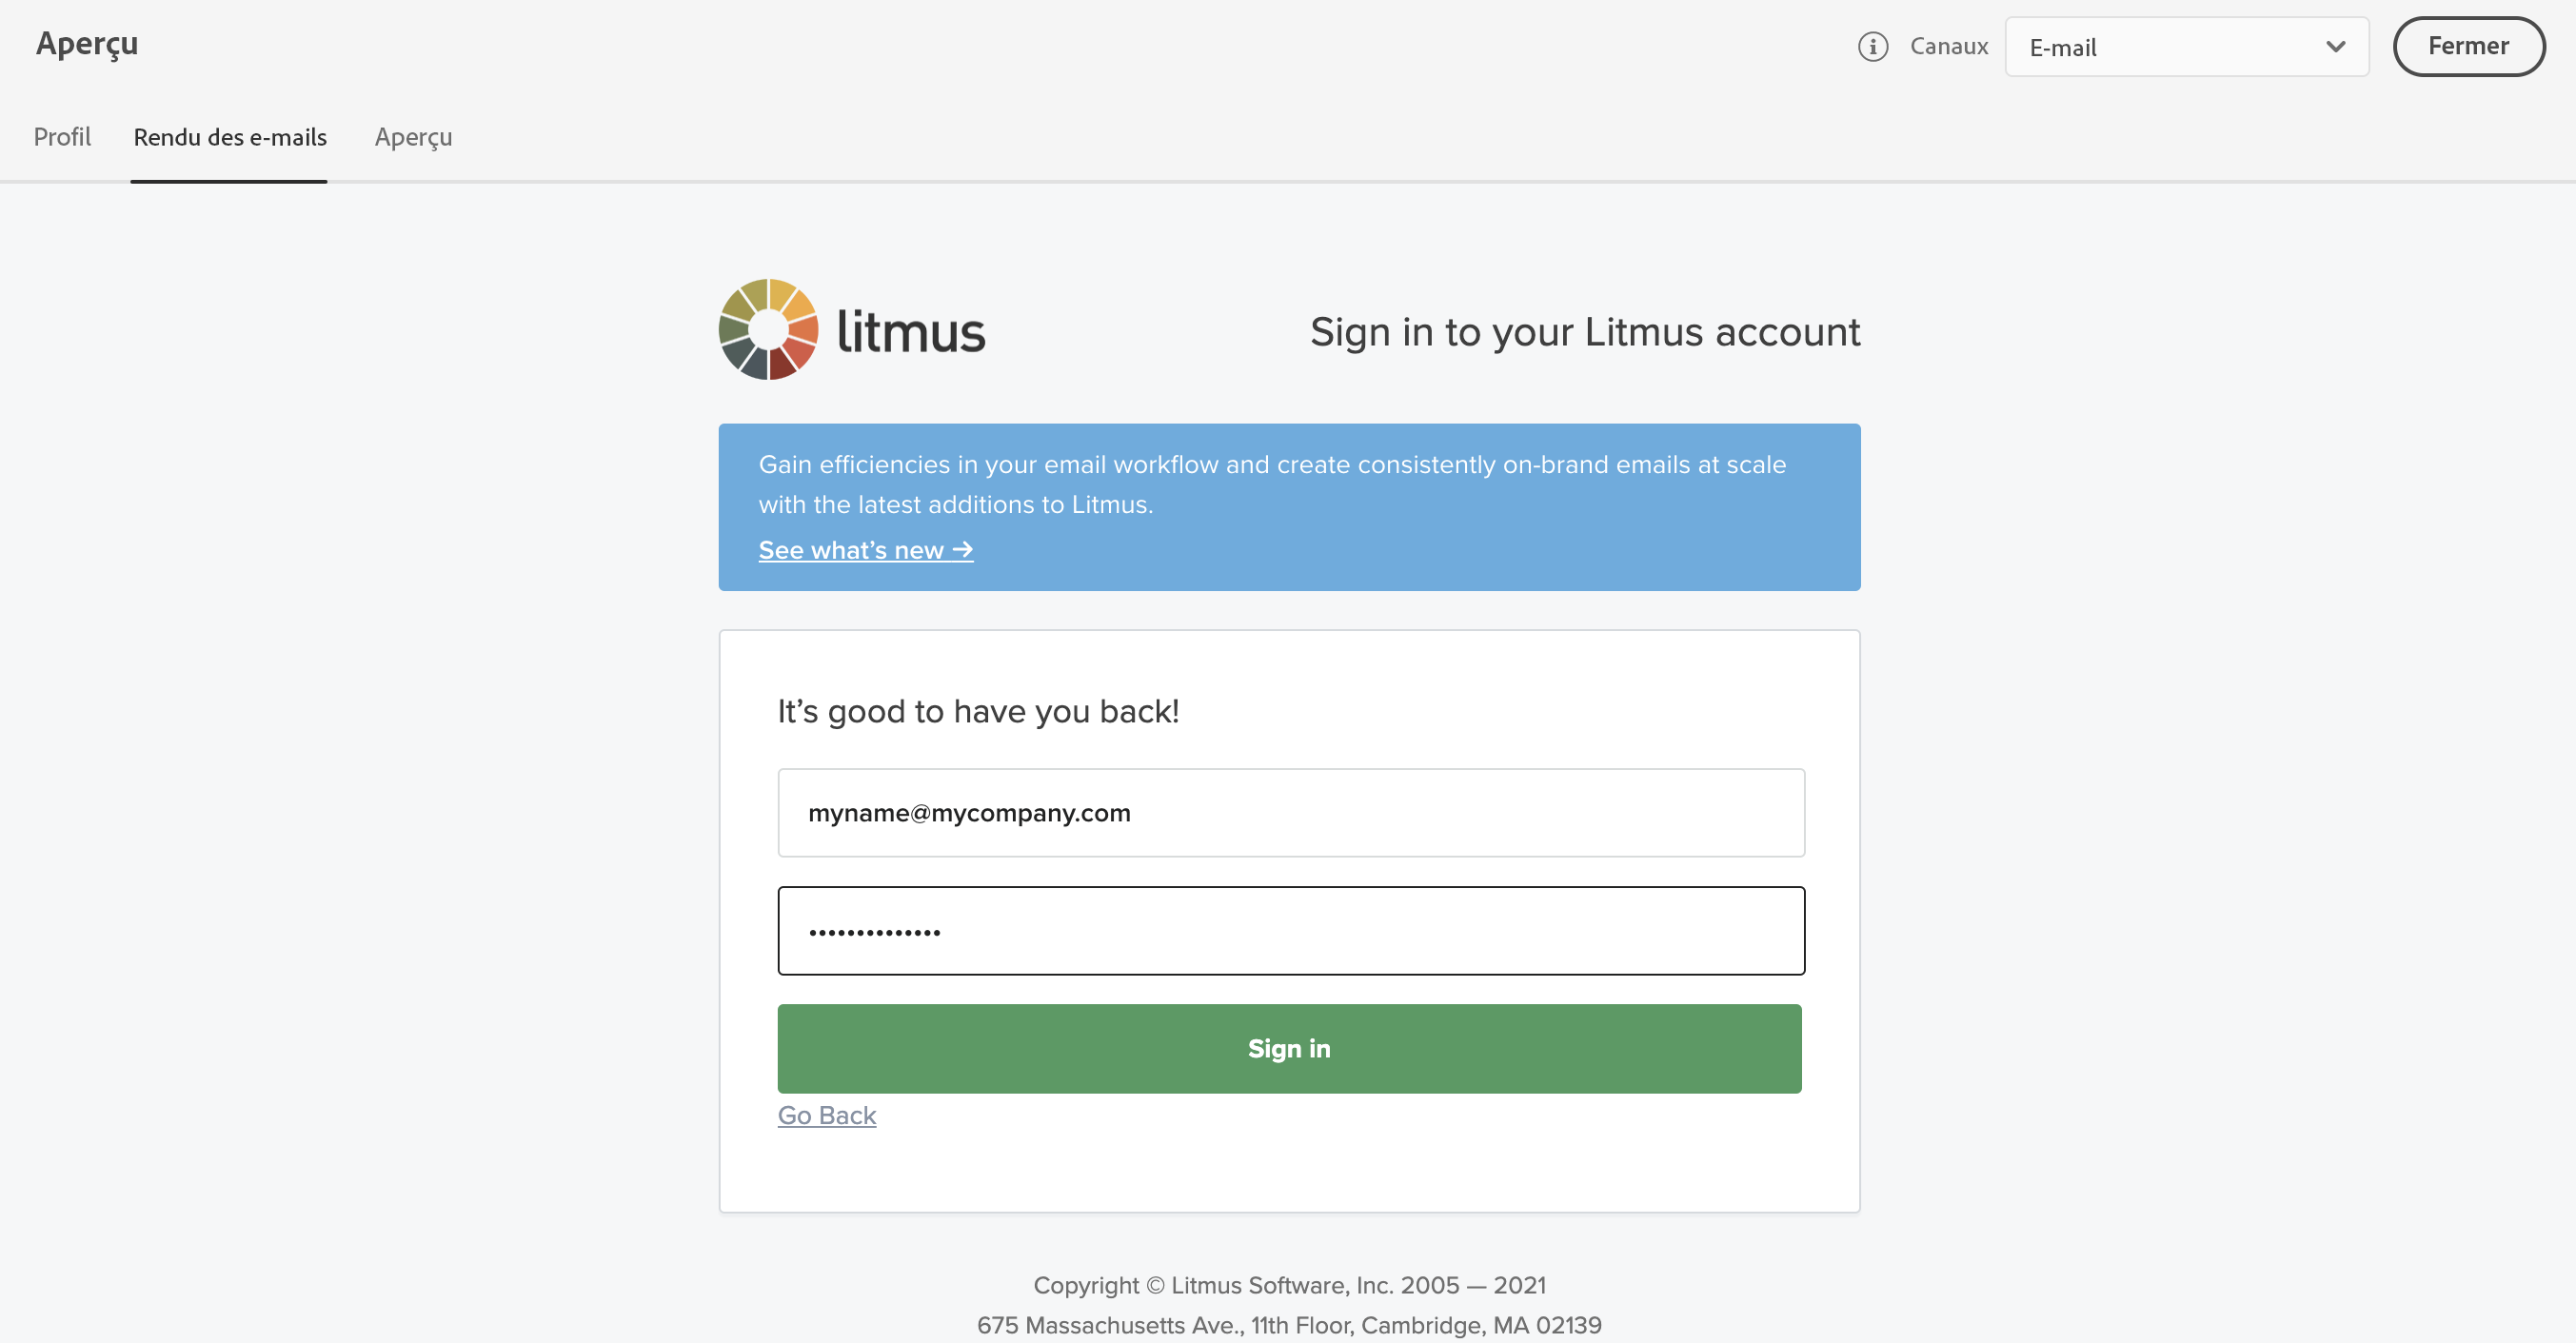 Aperçu
Canaux
E-mail
Fermer
Profil
Rendu des e-mails
Aperçu
litmus
Sign in to your Litmus account
Gain efficiencies in your email workflow and create consistently on-brand emails at scale
with the latest additions to Litmus.
See what’s new →
It’s good to have you back!
myname@mycompany.com
••••••••••••••
Sign in
Go Back
Copyright © Litmus Software, Inc. 2005 — 2021
675 Massachusetts Ave., 11th Floor, Cambridge, MA 02139